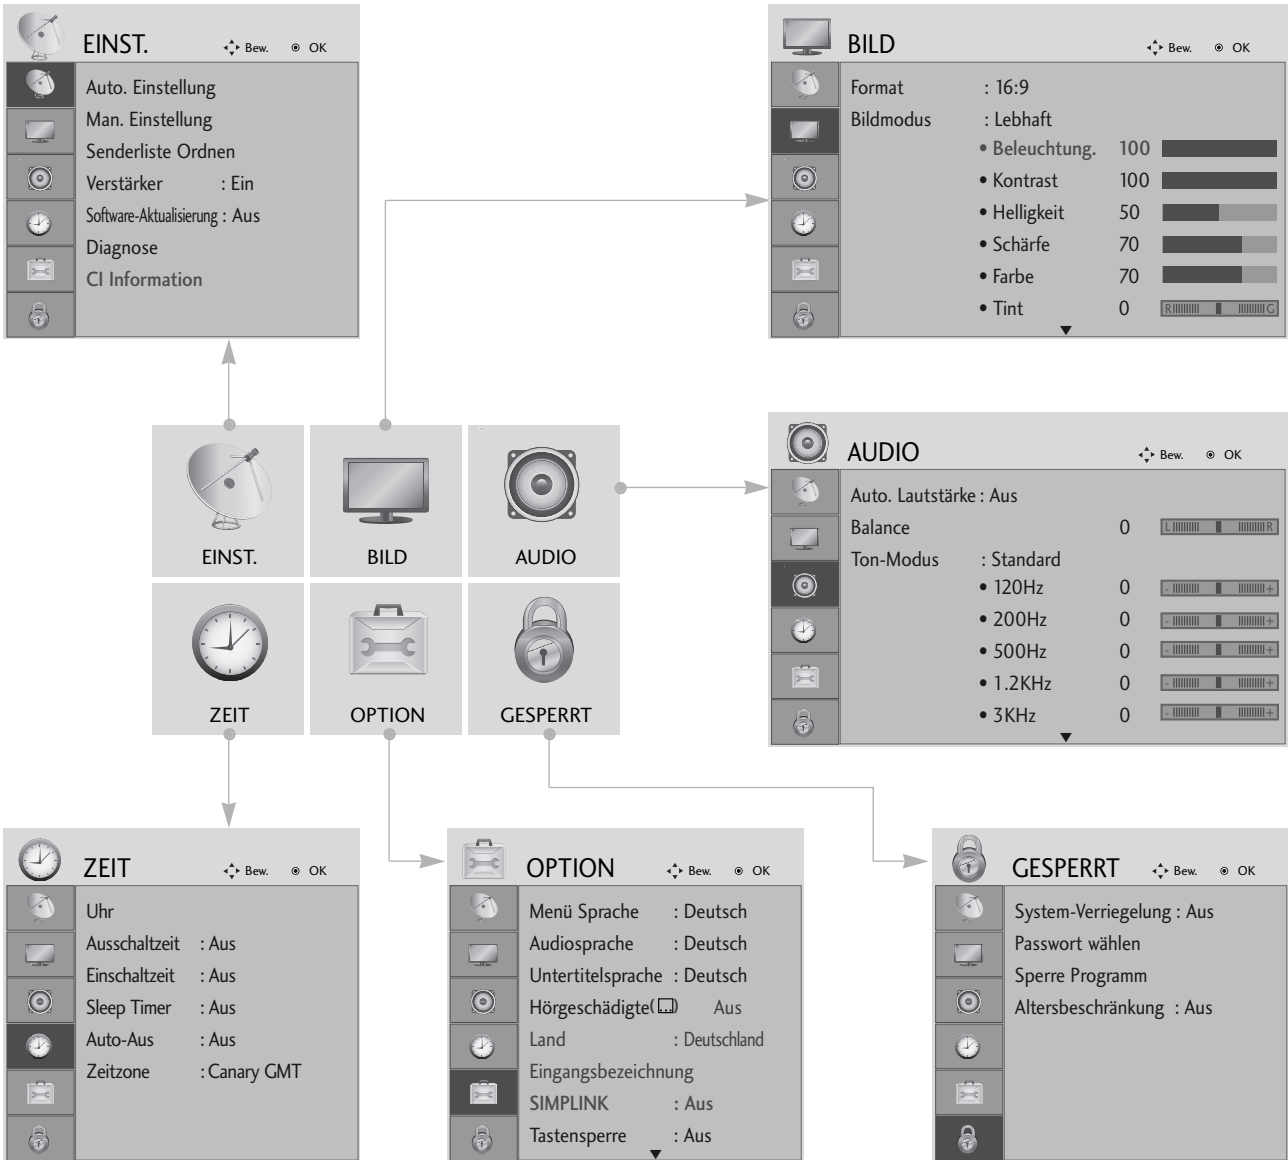 EINST. Bew. OK
Auto. Einstellung
Man. Einstellung
Senderliste Ordnen
Verstärker : Ein
Software-Aktualisierung : Aus
Diagnose
CI Information
BILD Bew. OK
Format : 16:9
Bildmodus : Lebhaft
• Beleuchtung. 100
• Kontrast 100
• Helligkeit 50
• Schärfe 70
• Farbe 70
• Tint 0 R G
EINST. BILD AUDIO
ZEIT OPTION GESPERRT
AUDIO Bew. OK
Auto. Lautstärke : Aus
Balance 0 L R
Ton-Modus : Standard
• 120Hz 0 - +
• 200Hz 0 - +
• 500Hz 0 - +
• 1.2KHz 0 - +
• 3KHz 0 - +
ZEIT Bew. OK
Uhr
Ausschaltzeit : Aus
Einschaltzeit : Aus
Sleep Timer : Aus
Auto-Aus : Aus
Zeitzone : Canary GMT
OPTION Bew. OK
Menü Sprache : Deutsch
Audiosprache : Deutsch
Untertitelsprache : Deutsch
Hörgeschädigte( ) Aus
Land : Deutschland
Eingangsbezeichnung
SIMPLINK : Aus
Tastensperre : Aus
GESPERRT Bew. OK
System-Verriegelung : Aus
Passwort wählen
Sperre Programm
Altersbeschränkung : Aus